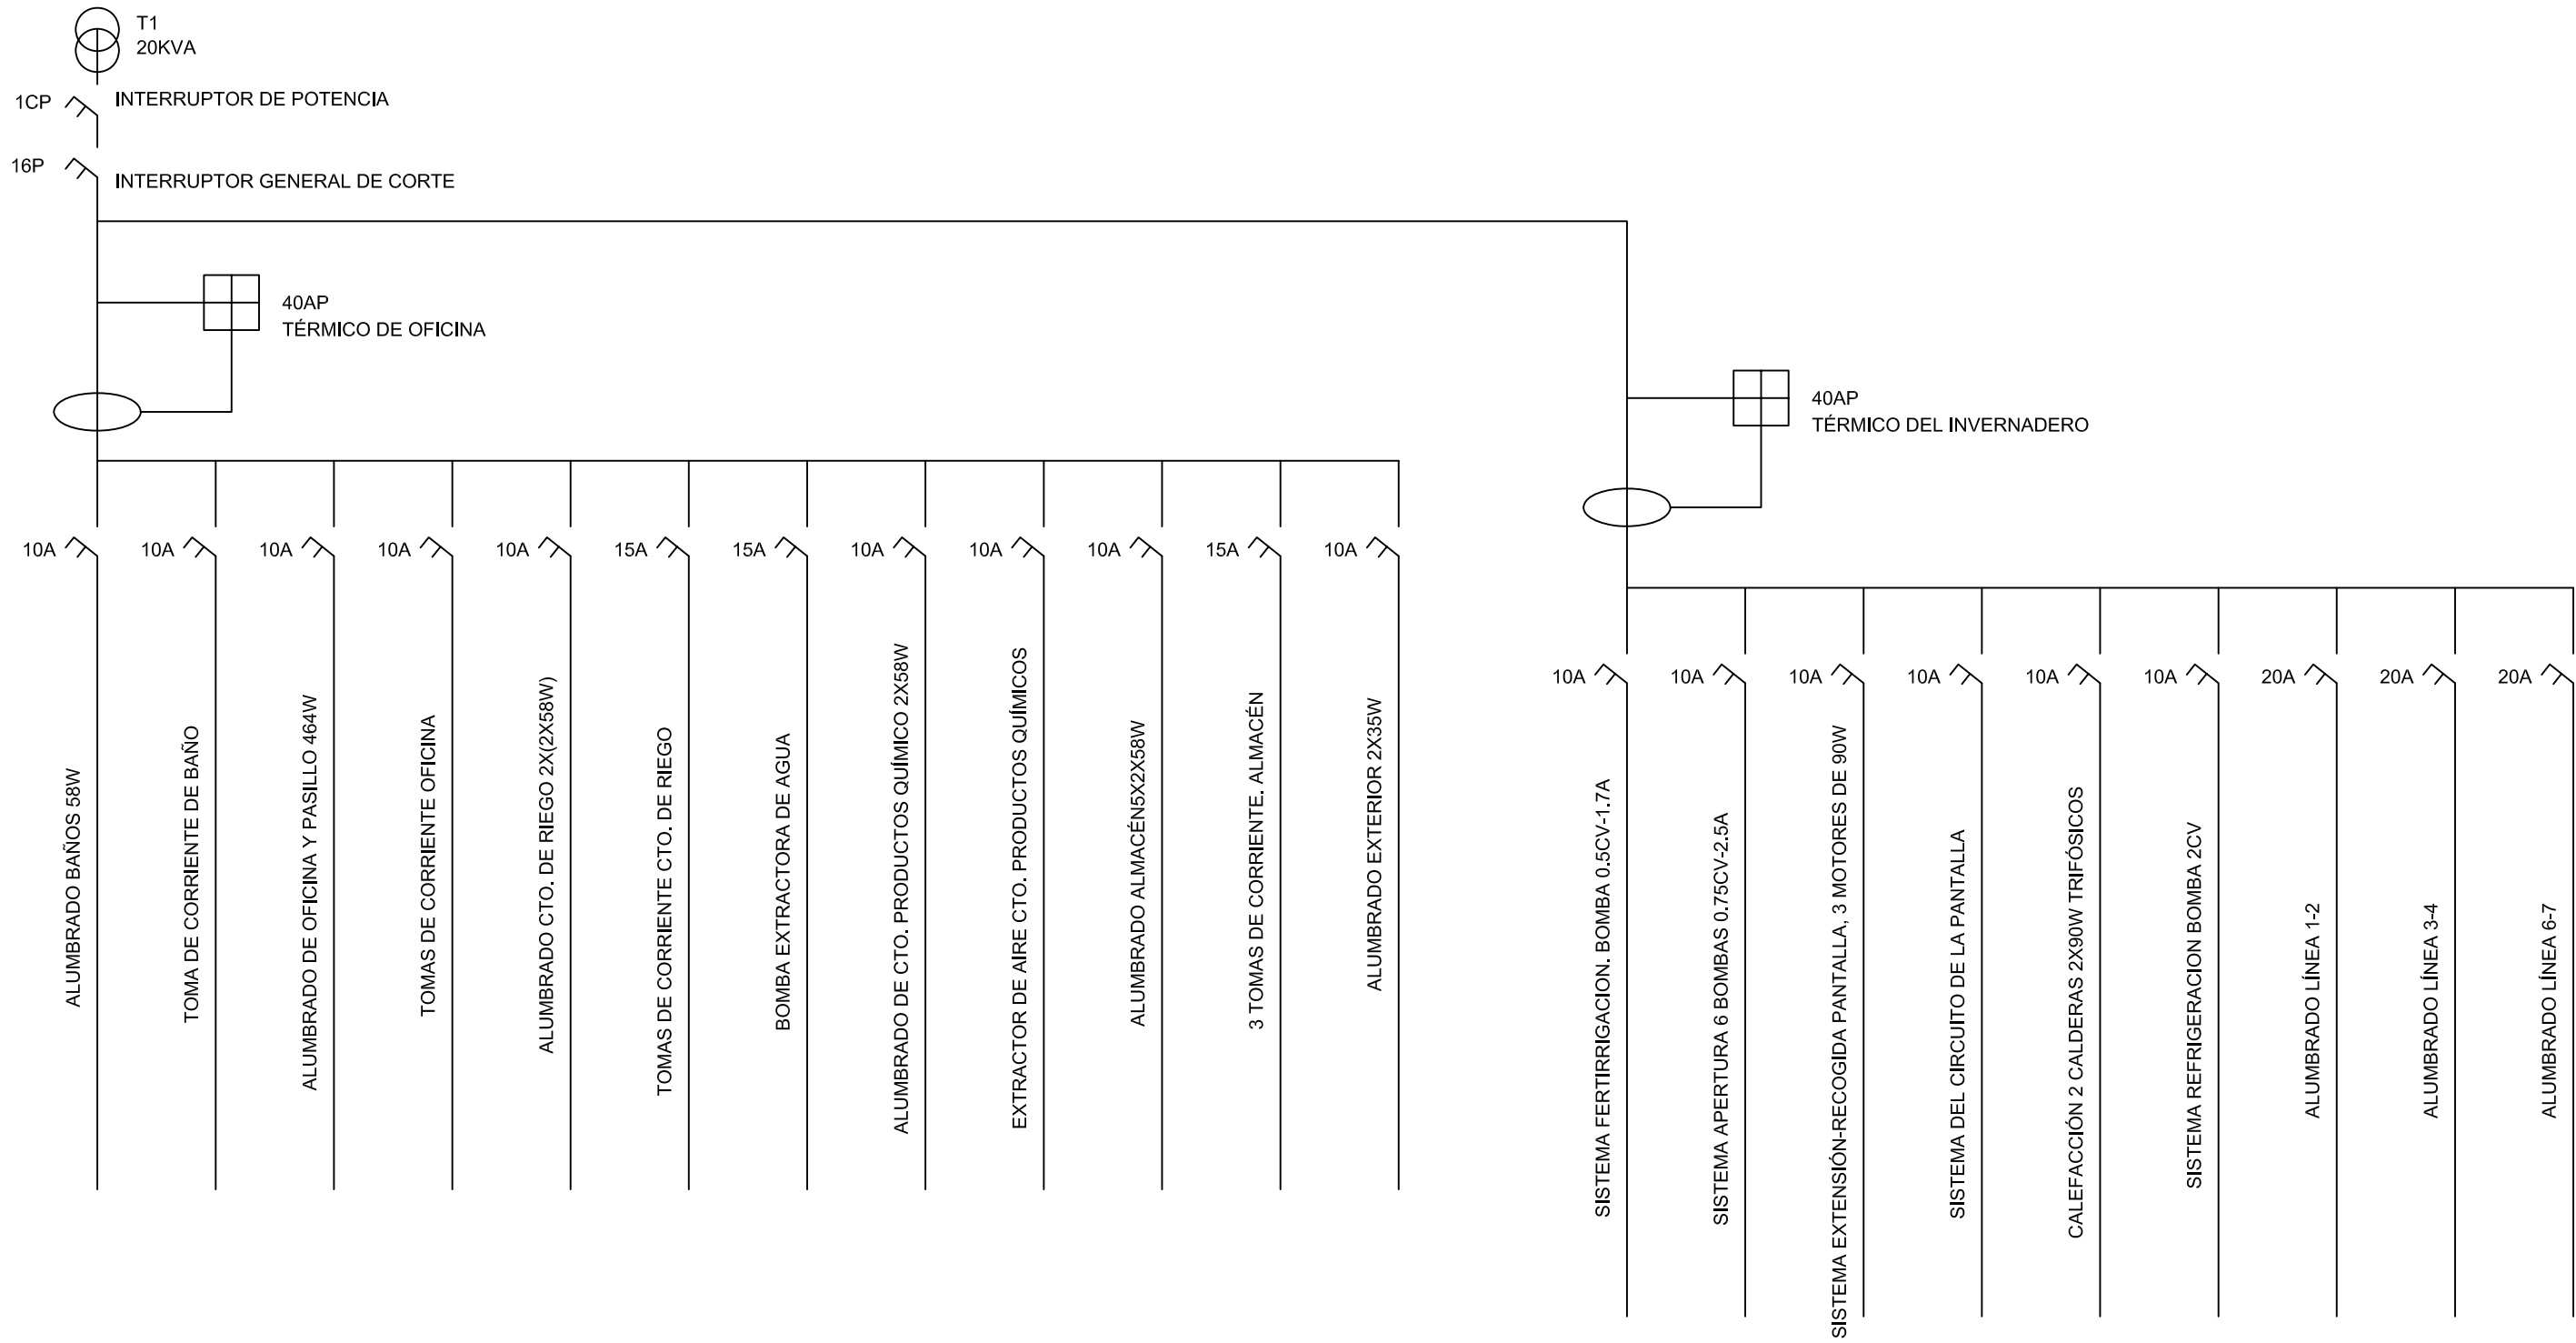 T1
20KVA
1CP
INTERRUPTOR DE POTENCIA
16P
INTERRUPTOR GENERAL DE CORTE
40AP
TÉRMICO DE OFICINA
40AP
TÉRMICO DEL INVERNADERO
10A
ALUMBRADO BAÑOS 58W
10A
TOMA DE CORRIENTE DE BAÑO
10A
ALUMBRADO DE OFICINA Y PASILLO 464W
10A
TOMAS DE CORRIENTE OFICINA
10A
ALUMBRADO CTO. DE RIEGO 2X(2X58W)
15A
TOMAS DE CORRIENTE CTO. DE RIEGO
15A
BOMBA EXTRACTORA DE AGUA
10A
ALUMBRADO DE CTO. PRODUCTOS QUÍMICO 2X58W
10A
EXTRACTOR DE AIRE CTO. PRODUCTOS QUÍMICOS
10A
ALUMBRADO ALMACÉN5X2X58W
15A
3 TOMAS DE CORRIENTE. ALMACÉN
10A
ALUMBRADO EXTERIOR 2X35W
10A
SISTEMA FERTIRRIGACION. BOMBA 0.5CV-1.7A
10A
SISTEMA APERTURA 6 BOMBAS 0.75CV-2.5A
10A
SISTEMA EXTENSIÓN-RECOGIDA PANTALLA, 3 MOTORES DE 90W
10A
SISTEMA DEL CIRCUITO DE LA PANTALLA
10A
CALEFACCIÓN 2 CALDERAS 2X90W TRIFÓSICOS
10A
SISTEMA REFRIGERACION BOMBA 2CV
20A
ALUMBRADO LÍNEA 1-2
20A
ALUMBRADO LÍNEA 3-4
20A
ALUMBRADO LÍNEA 6-7